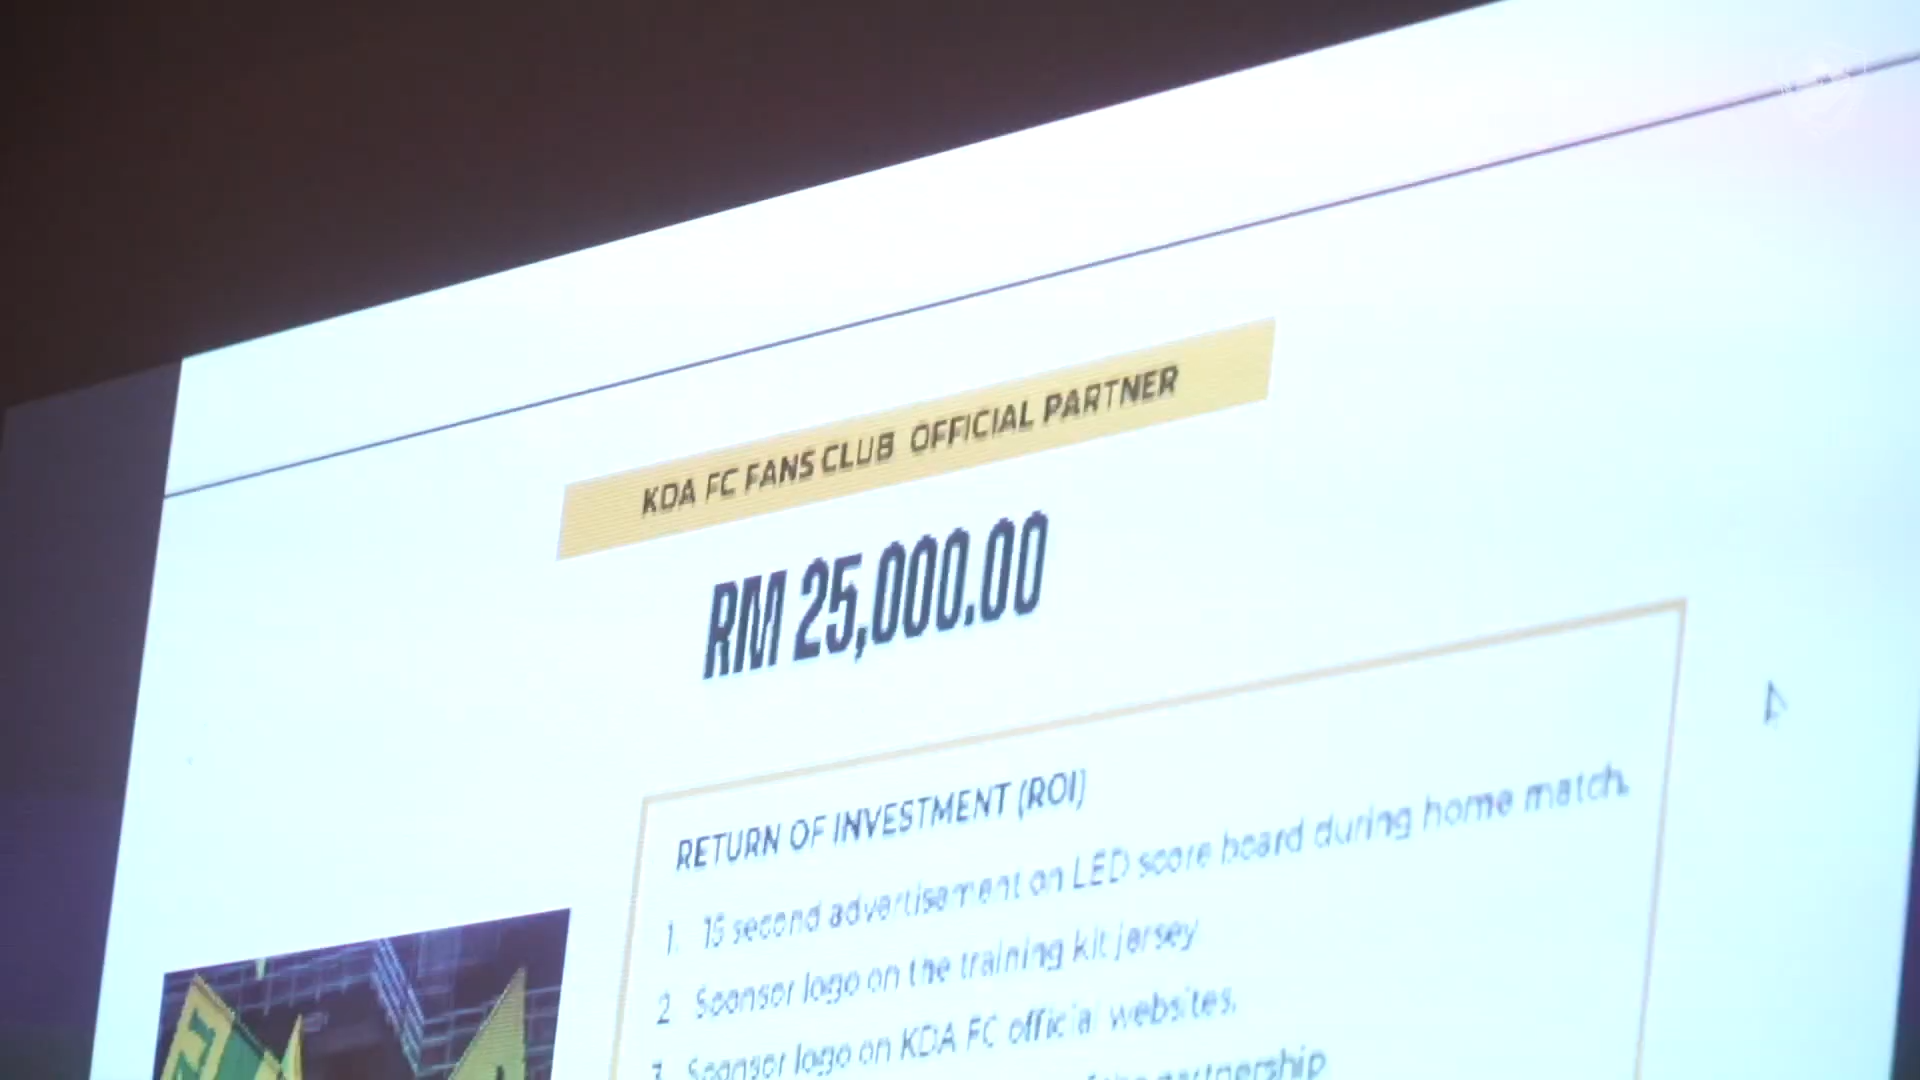 KDA FC FANS CLUB OFFICIAL PARTNER
RM 25,000.00
RETURN OF INVESTMENT (ROI)
1. 15 second advertisement on LED score board during home match.
2. Sponsor logo on the training kit jersey
3. Sponsor logo on KDA FC official websites.
partnership